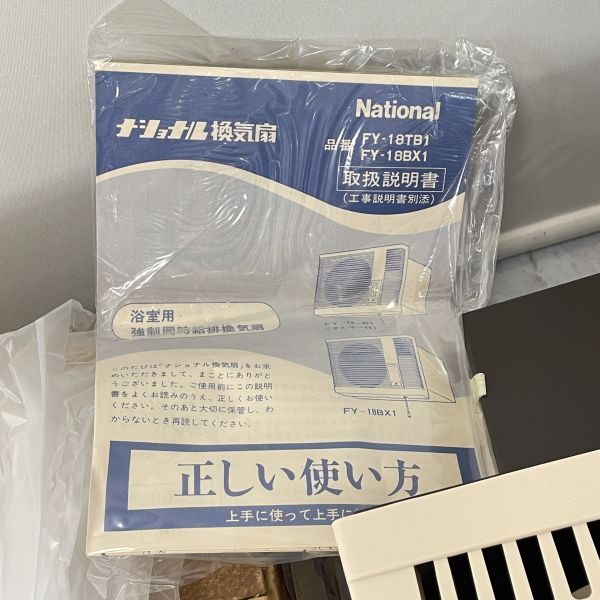 National
ナショナル換気扇
品番 FY-18TB1
FY-18BX1
取扱説明書
(工事説明書別添)
浴室用
強制同時給排換気扇
FY-18TB1
FY-18BX1
このたびは「ナショナル換気扇」をお求
めいただきまして、まことにありがと
うございました。ご使用前にこの説明
書をよくお読みのうえ、正しくお使い
ください。そのあと大切に保管し、わ
からないとき再読してください。
正しい使い方
上手に使って上手に